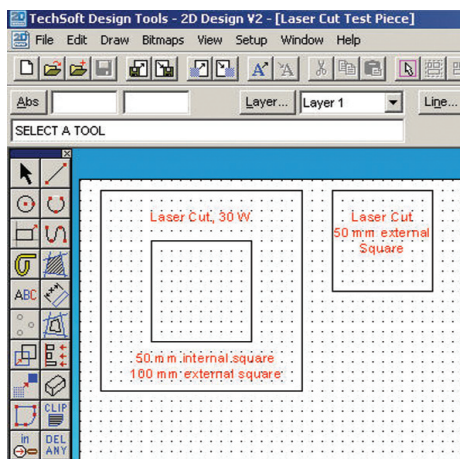 TechSoft Design Tools - 2D Design V2 - [Laser Cut Test Piece]
File Edit Draw Bitmaps View Setup Window Help
Abs Layer... Layer 1 Line...
SELECT A TOOL
Laser Cut, 30 W
50 mm internal square
100 mm external square
Laser Cut
50 mm external
Square
ABC
CLIP
in DEL
ANY